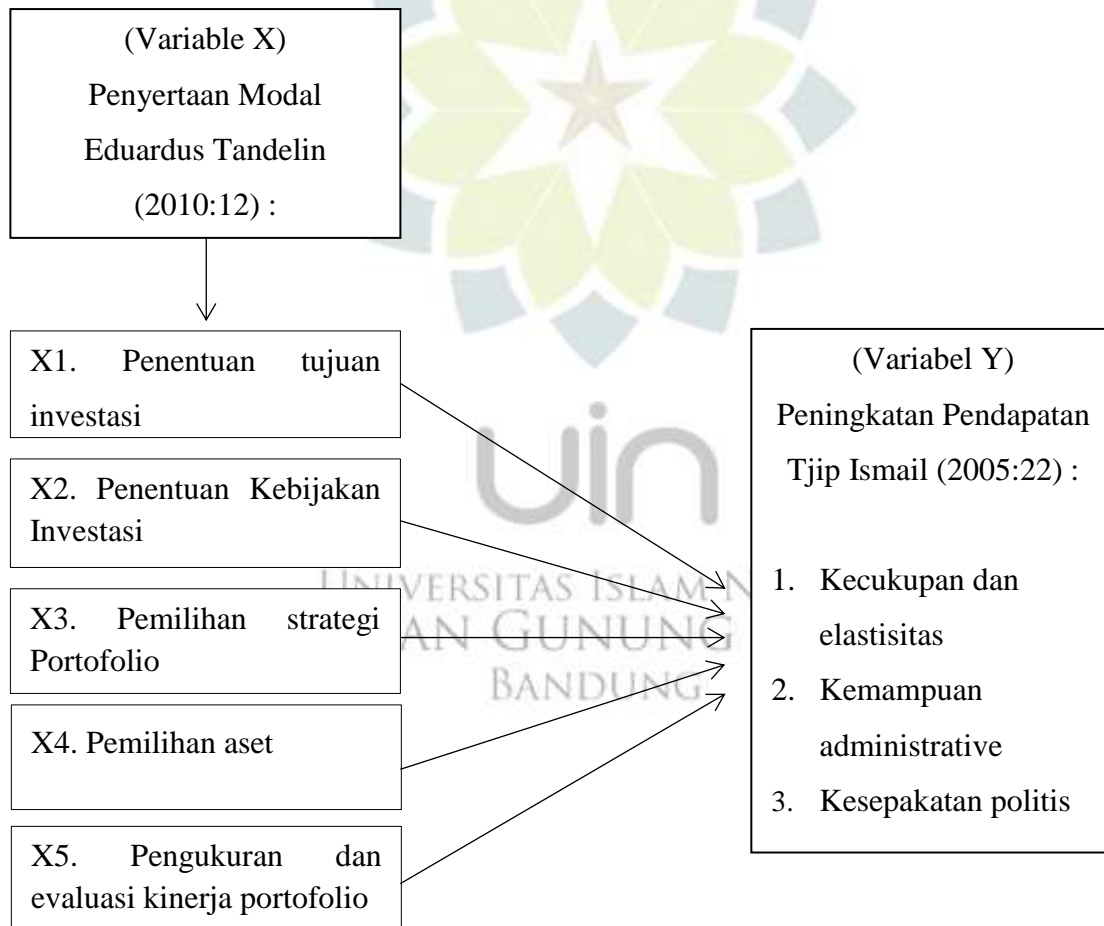 (Variable X)
Penyertaan Modal
Eduardus Tandelin
(2010:12) :
X1. Penentuan tujuan
investasi
X2. Penentuan Kebijakan
Investasi
X3. Pemilihan strategi
Portofolio
X4. Pemilihan aset
X5. Pengukuran dan
evaluasi kinerja portofolio
(Variabel Y)
Peningkatan Pendapatan
Tjip Ismail (2005:22) :
1. Kecukupan dan
elastisitas
2. Kemampuan
administrative
3. Kesepakatan politis
uin
UNIVERSITAS ISLAM N
AN GUNUNG
BANDUNG